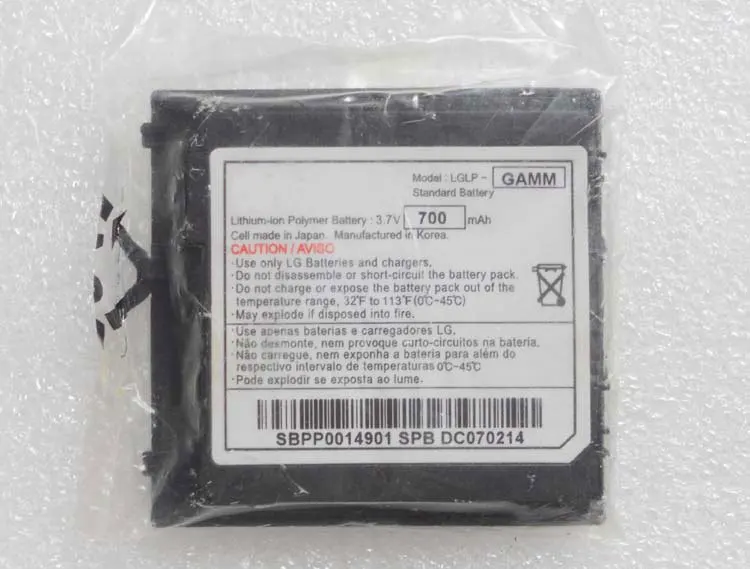 Model : LGLP - GAMM
Standard Battery
Lithium-Ion Polymer Battery : 3.7V 700 mAh
Cell made in Japan. Manufactured in Korea.
CAUTION / AVISO
·Use only LG Batteries and chargers.
·Do not disassemble or short-circuit the battery pack.
·Do not charge or expose the battery pack out of the
temperature range, 32℉ to 113℉(0℃-45℃)
·May explode if disposed into fire.
·Use apenas baterias e carregadores LG.
·Não desmonte, nem provoque curto-circuitos na bateria.
·Não carregue, nem exponha a bateria para além do
respectivo intervalo de temperaturas 0℃-45℃
·Pode explodir se exposta ao lume.
SBPP0014901 SPB DC070214